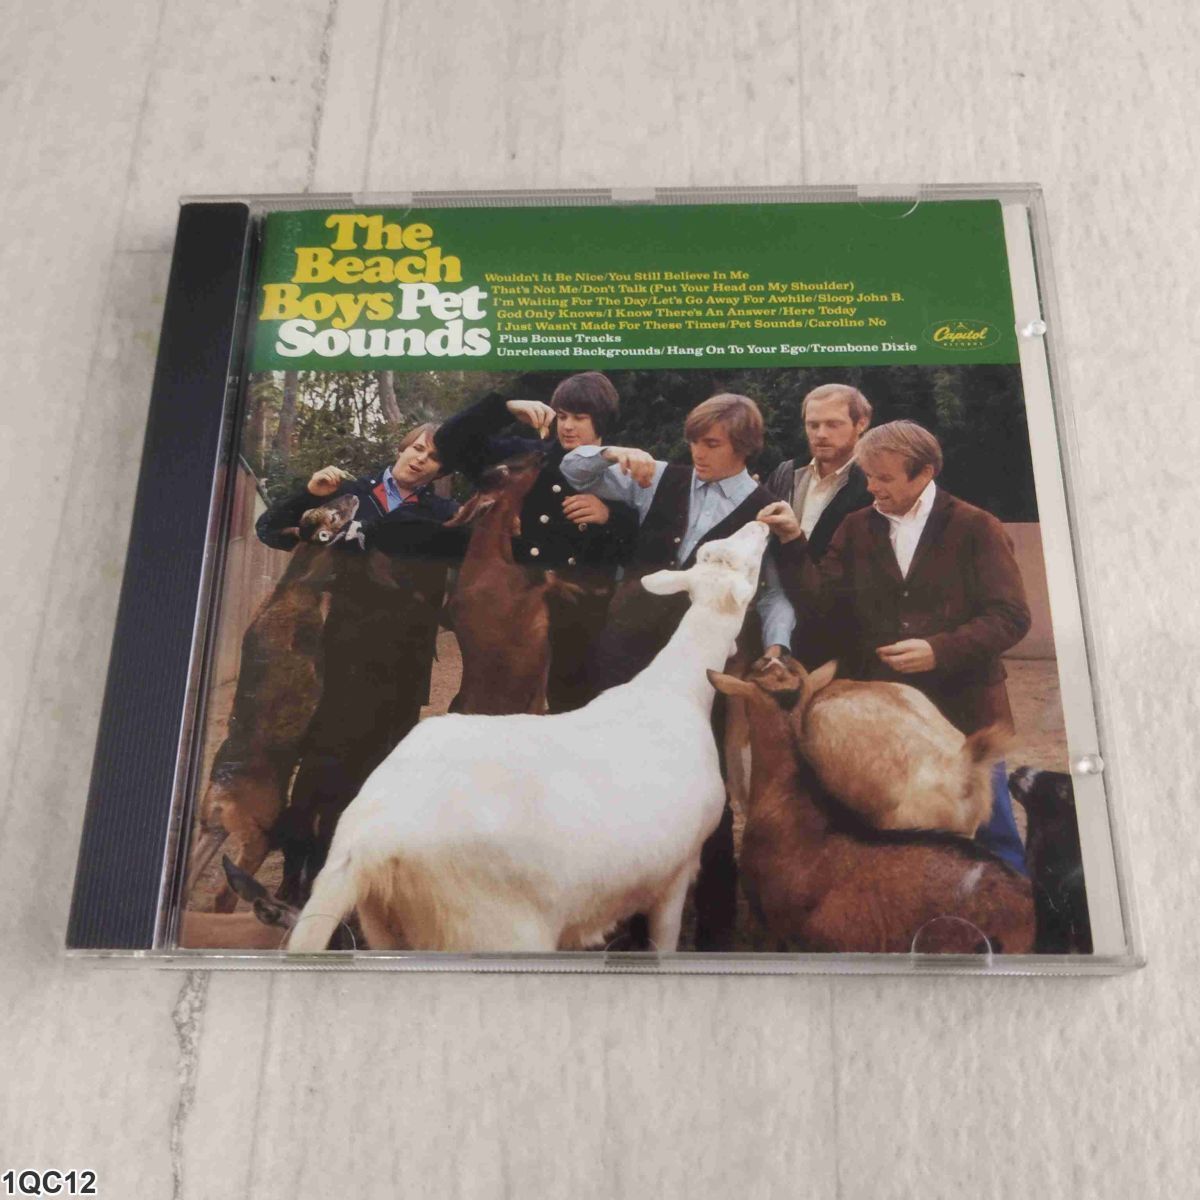 The
Beach
Boys Pet
Sounds
Wouldn't It Be Nice/You Still Believe In Me
That's Not Me/Don't Talk (Put Your Head on My Shoulder)
I'm Waiting For The Day/Let's Go Away For Awhile/Sloop John B.
God Only Knows/I Know There's An Answer/Here Today
I Just Wasn't Made For These Times/Pet Sounds/Caroline No
Plus Bonus Tracks
Unreleased Backgrounds/Hang On To Your Ego/Trombone Dixie
Capitol
RECORDS
1QC12